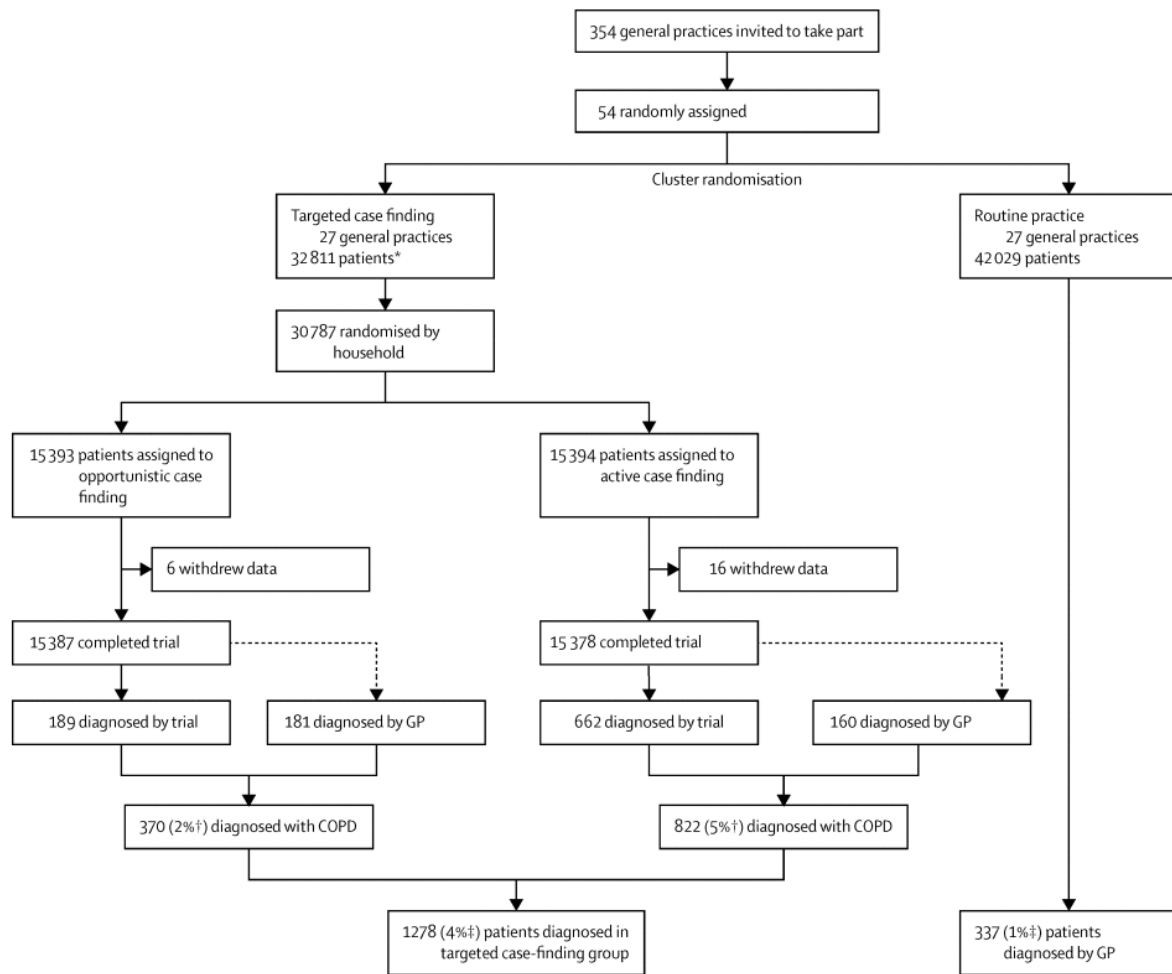 354 general practices invited to take part
54 randomly assigned
Cluster randomisation
Targeted case finding
27 general practices
32 811 patients*
Routine practice
27 general practices
42 029 patients
30 787 randomised by
household
15 393 patients assigned to
opportunistic case
finding
15 394 patients assigned to
active case finding
6 withdrew data
16 withdrew data
15 387 completed trial
15 378 completed trial
189 diagnosed by trial
181 diagnosed by GP
662 diagnosed by trial
160 diagnosed by GP
370 (2%†) diagnosed with COPD
822 (5%†) diagnosed with COPD
1278 (4%‡) patients diagnosed in
targeted case-finding group
337 (1%‡) patients
diagnosed by GP